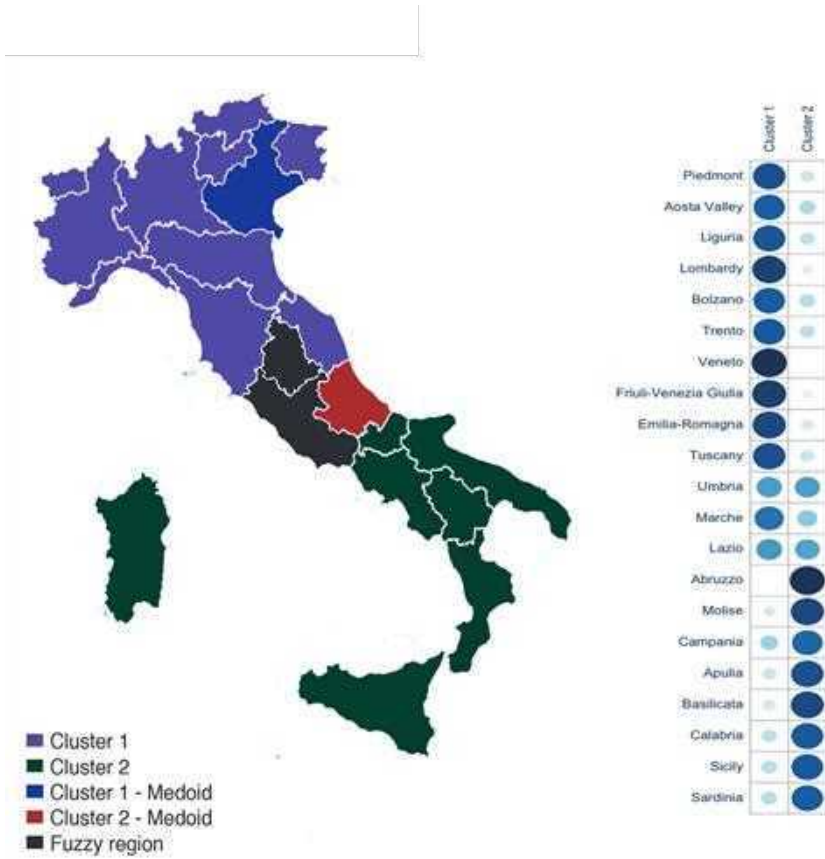 Cluster 1
Cluster 2
Piedmont
Aosta Valley
Liguria
Lombardy
Bolzano
Trento
Veneto
Friuli-Venezia Giulia
Emilia-Romagna
Tuscany
Umbria
Marche
Lazio
Abruzzo
Molise
Campania
Apulia
Basilicata
Calabria
Sicily
Sardinia
Cluster 1
Cluster 2
Cluster 1 - Medoid
Cluster 2 - Medoid
Fuzzy region